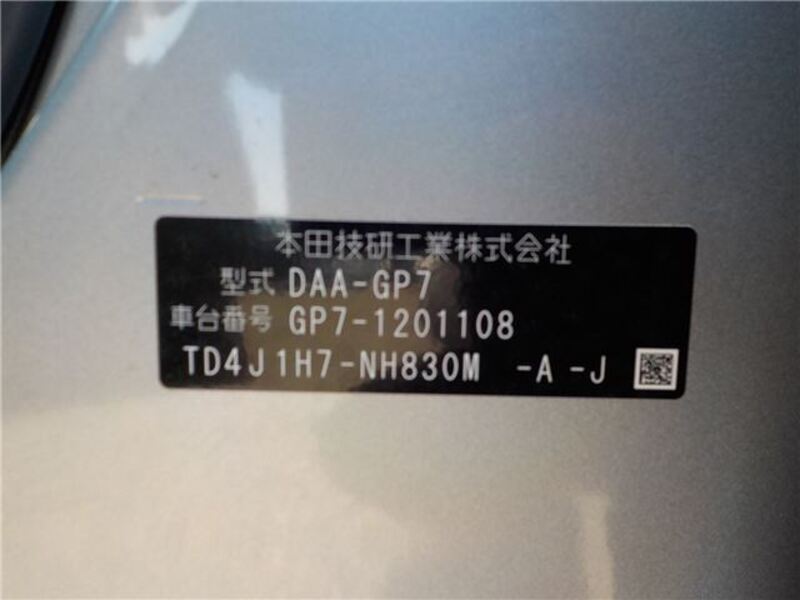 本田技研工業株式会社
型式 DAA-GP7
車台番号 GP7-1201108
TD4J1H7-NH830M -A -J